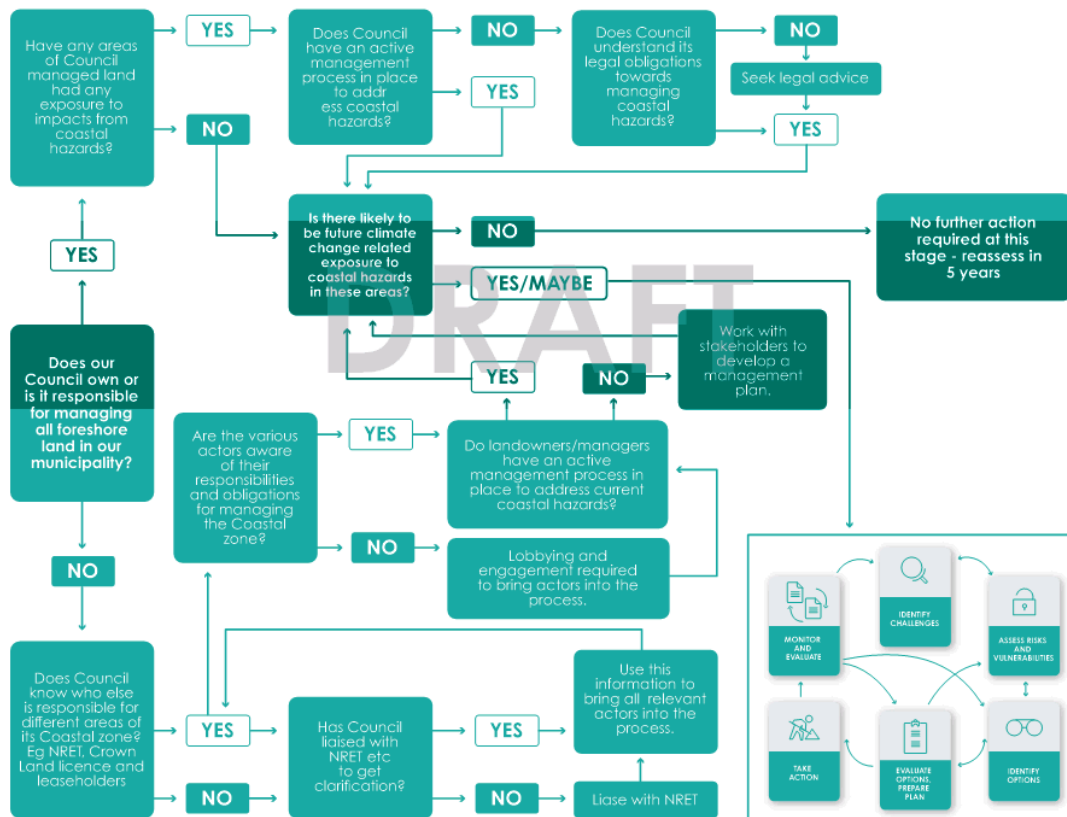 Have any areas
of Council
managed land
had any
exposure to
impacts from
coastal
hazards?
YES
NO
Does Council
have an active
management
process in place
to addr
ess coastal
hazards?
NO
YES
Does Council
understand its
legal obligations
towards
managing
coastal
hazards?
NO
Seek legal advice
YES
YES
Is there likely to
be future climate
change related
exposure to
coastal hazards
in these areas?
NO
YES/MAYBE
No further action
required at this
stage - reassess in
5 years
DRAFT
Does our
Council own or
is it responsible
for managing
all foreshore
land in our
municipality?
Work with
stakeholders to
develop a
management
plan.
YES
NO
Are the various
actors aware
of their
responsibilities
and obligations
for managing
the Coastal
zone?
YES
NO
Do landowners/managers
have an active
management process in
place to address current
coastal hazards?
Lobbying and
engagement required
to bring actors into the
process.
NO
Does Council
know who else
is responsible for
different areas of
its Coastal zone?
Eg NRET, Crown
Land licence and
leaseholders
YES
NO
Has Council
liaised with
NRET etc
to get
clarification?
YES
NO
Use this
information to
bring all relevant
actors into the
process.
Liase with NRET
IDENTIFY
CHALLENGES
MONITOR
AND
EVALUATE
ASSESS RISKS
AND
VULNERABILITIES
TAKE
ACTION
EVALUATE
OPTIONS,
PREPARE
PLAN
IDENTIFY
OPTIONS